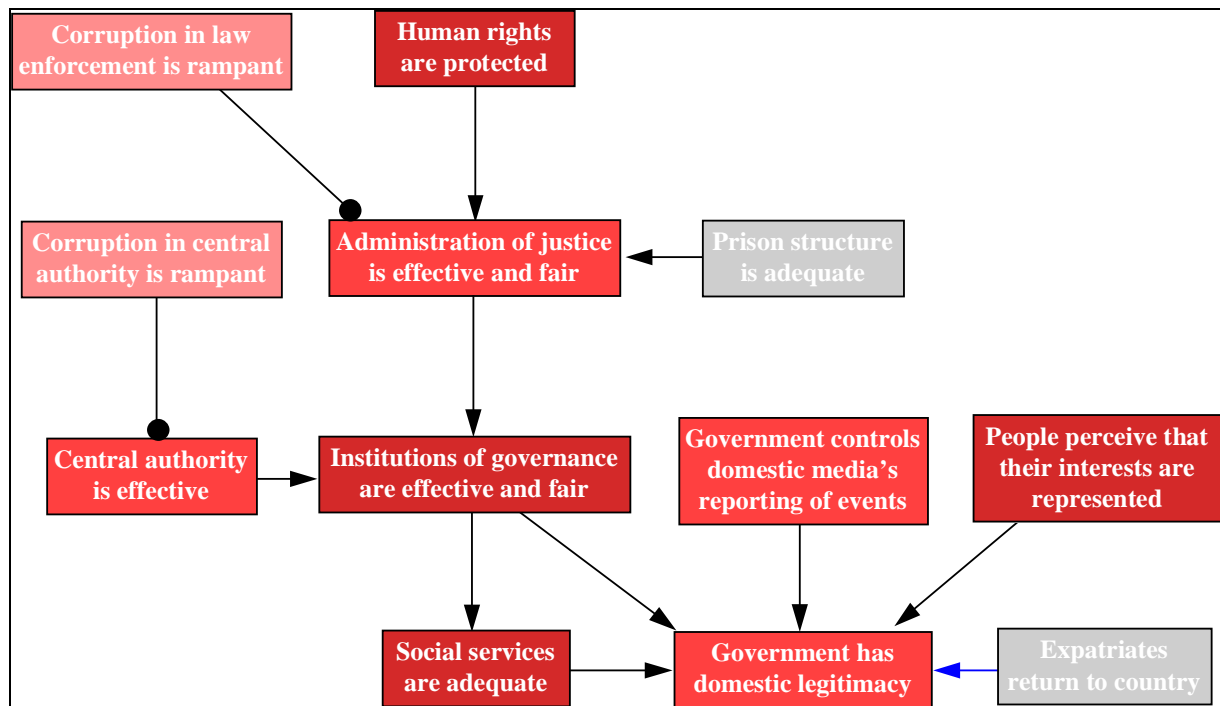 Corruption in law
enforcement is rampant
Human rights
are protected
Corruption in central
authority is rampant
Administration of justice
is effective and fair
Prison structure
is adequate
Central authority
is effective
Institutions of governance
are effective and fair
Government controls
domestic media's
reporting of events
People perceive that
their interests are
represented
Social services
are adequate
Government has
domestic legitimacy
Expatriates
return to country